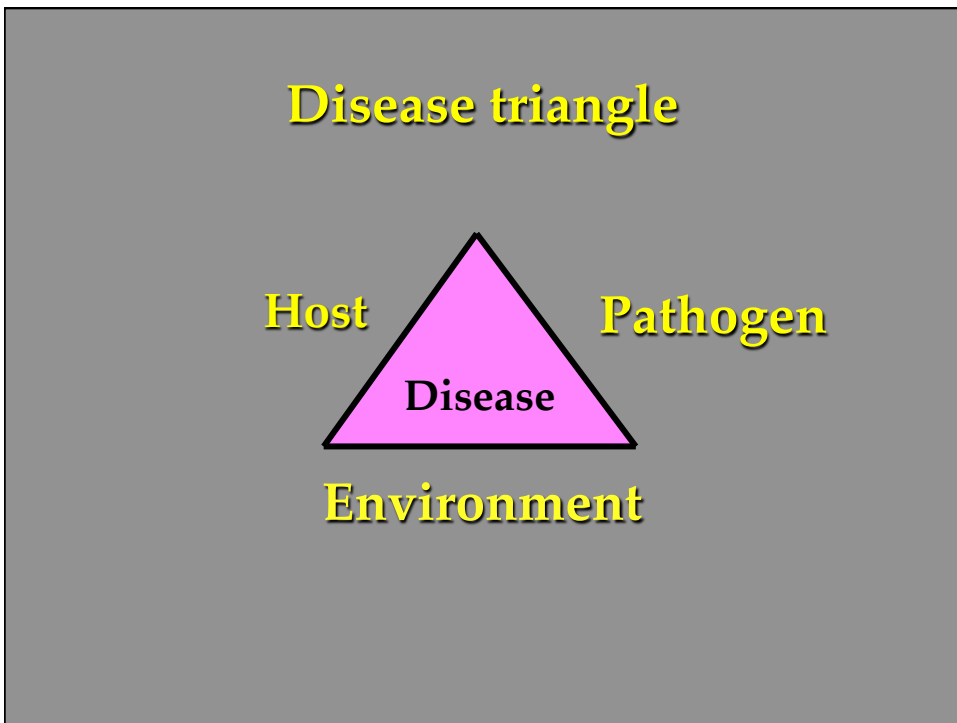 Disease triangle
Host
Pathogen
Disease
Environment